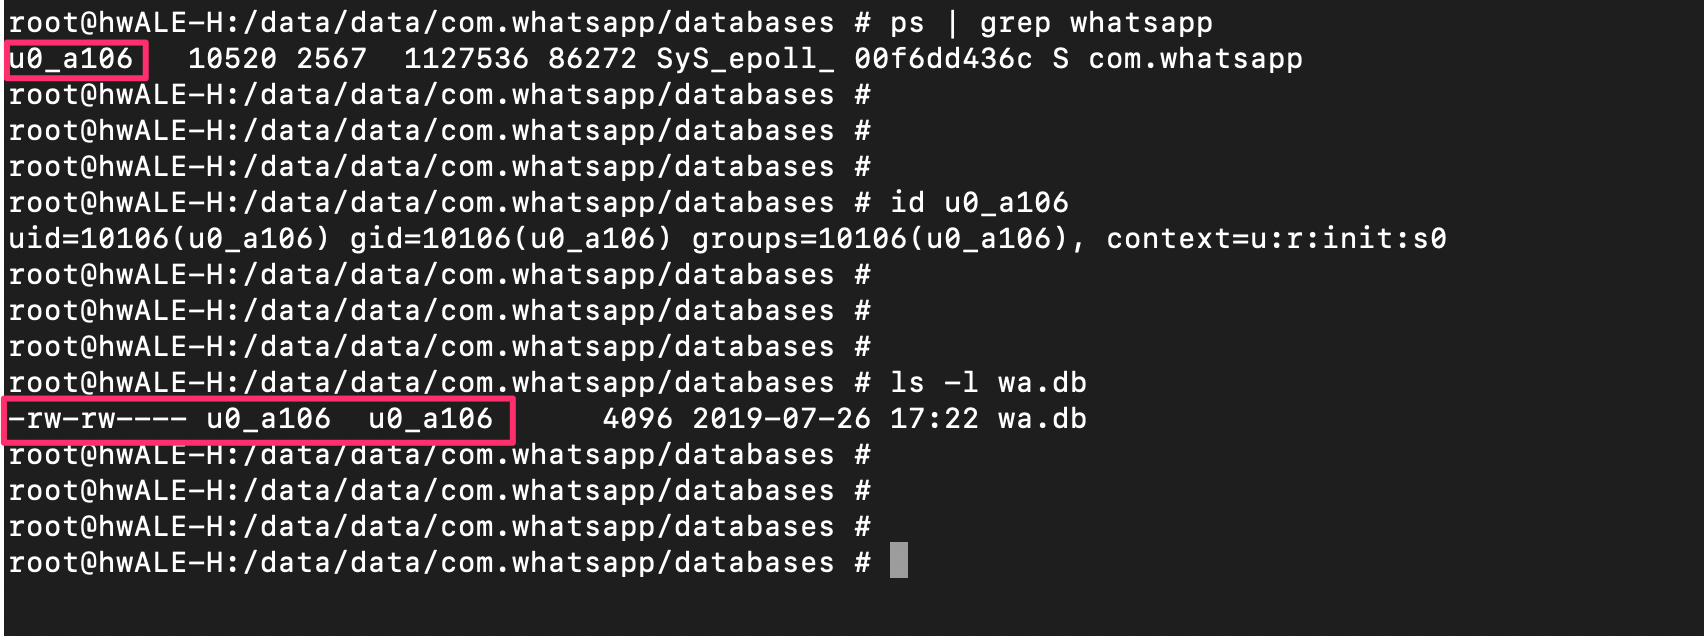 root@hwALE-H:/data/data/com.whatsapp/databases # ps | grep whatsapp
u0_a106   10520 2567  1127536 86272 SyS_epoll_ 00f6dd436c S com.whatsapp
root@hwALE-H:/data/data/com.whatsapp/databases #
root@hwALE-H:/data/data/com.whatsapp/databases #
root@hwALE-H:/data/data/com.whatsapp/databases #
root@hwALE-H:/data/data/com.whatsapp/databases # id u0_a106
uid=10106(u0_a106) gid=10106(u0_a106) groups=10106(u0_a106), context=u:r:init:s0
root@hwALE-H:/data/data/com.whatsapp/databases #
root@hwALE-H:/data/data/com.whatsapp/databases #
root@hwALE-H:/data/data/com.whatsapp/databases #
root@hwALE-H:/data/data/com.whatsapp/databases # ls -l wa.db
-rw-rw---- u0_a106  u0_a106      4096 2019-07-26 17:22 wa.db
root@hwALE-H:/data/data/com.whatsapp/databases #
root@hwALE-H:/data/data/com.whatsapp/databases #
root@hwALE-H:/data/data/com.whatsapp/databases #
root@hwALE-H:/data/data/com.whatsapp/databases #